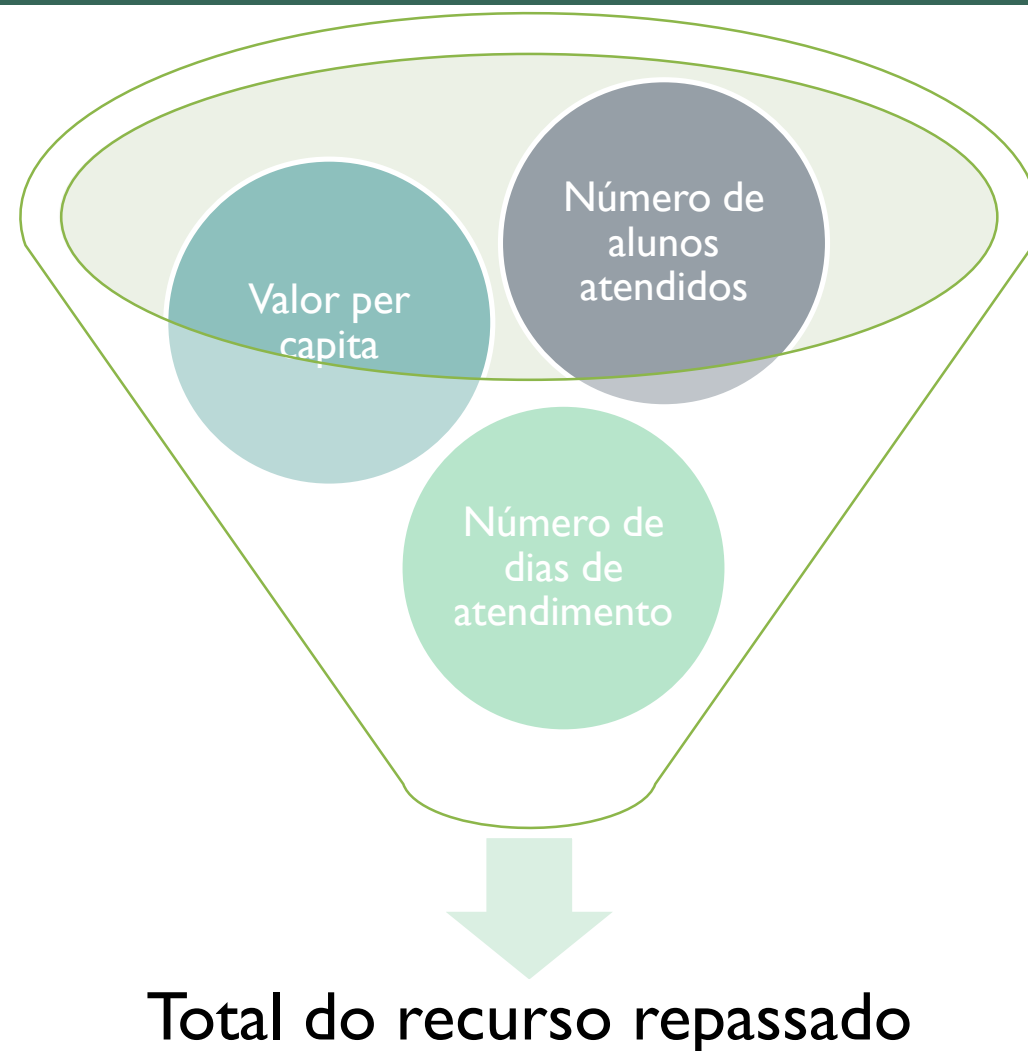 Número de
alunos
atendidos
Valor per
capita
Número de
dias de
atendimento
Total do recurso repassado